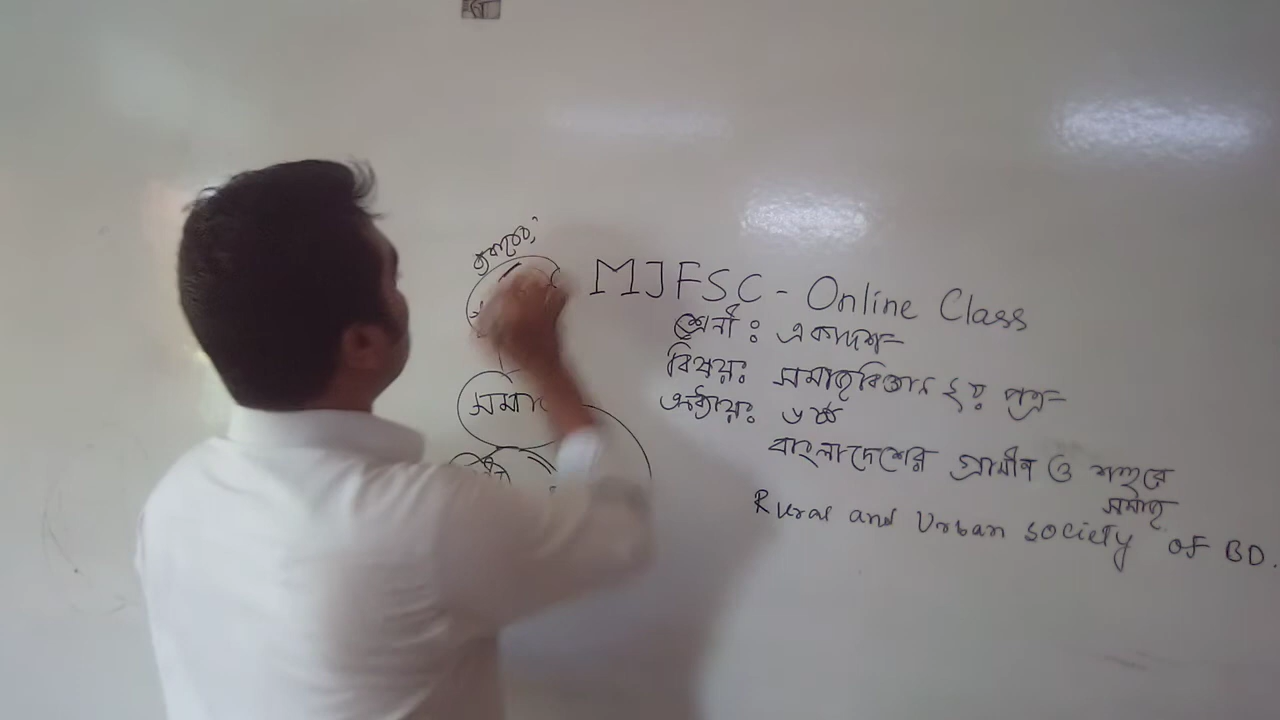 MJFSC - Online Class
শ্রেনী : একাদশ
বিষয়ঃ সমাজবিজ্ঞান ২য় পত্র
অধ্যায়ঃ ৬ষ্ঠ
বাংলাদেশের গ্রামীণ ও শহুরে
সমাজ
Rural and Urban Society of BD.
সমাজ